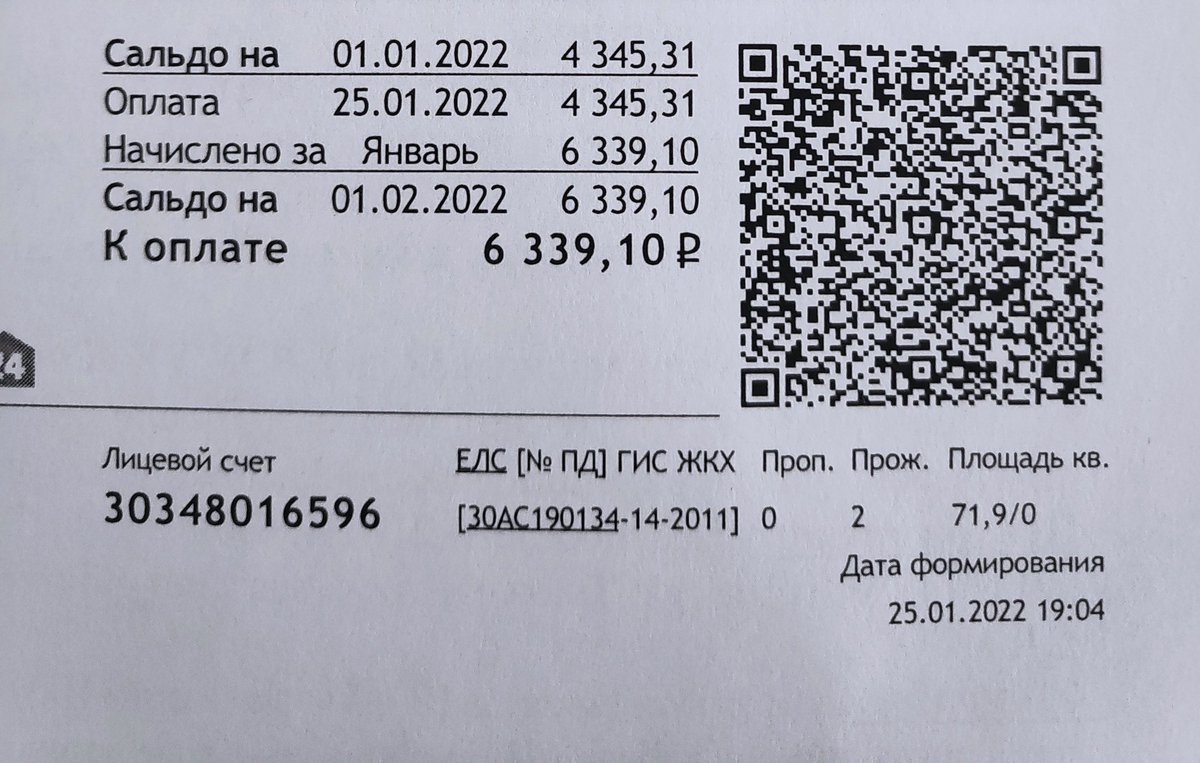 Сальдо на 01.01.2022 4 345,31
Оплата 25.01.2022 4 345,31
Начислено за Январь 6 339,10
Сальдо на 01.02.2022 6 339,10
К оплате 6 339,10 ₽
24
Лицевой счет ЕЛС [№ ПД] ГИС ЖКХ Проп. Прож. Площадь кв.
30348016596 [30АС190134-14-2011] 0 2 71,9/0
Дата формирования
25.01.2022 19:04